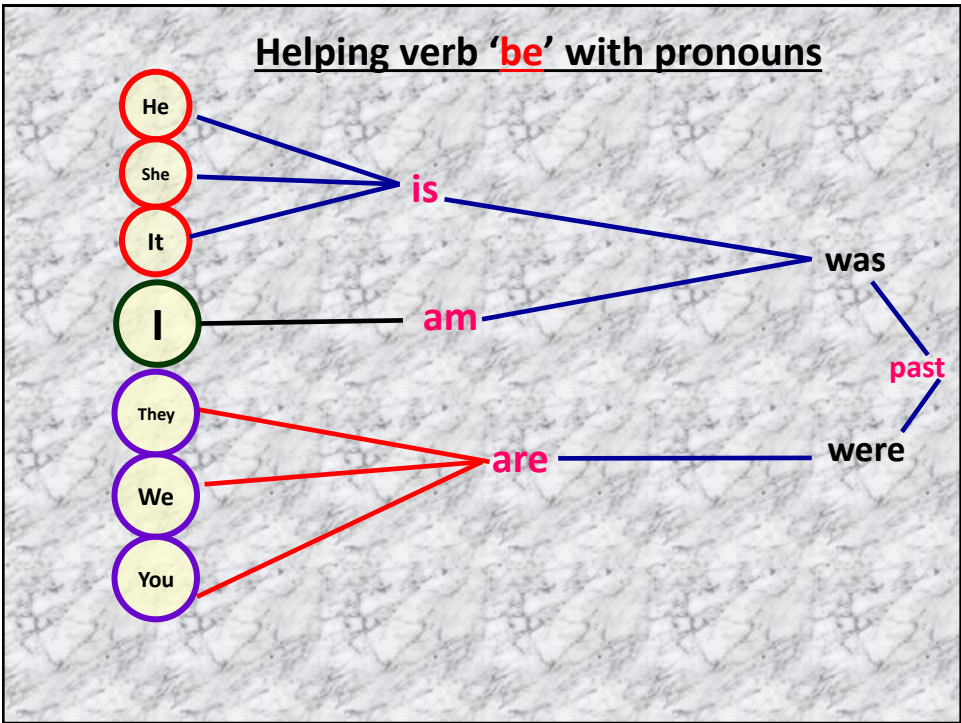 Helping verb ‘be’ with pronouns
He
She
It
I
They
We
You
is
am
are
was
past
were